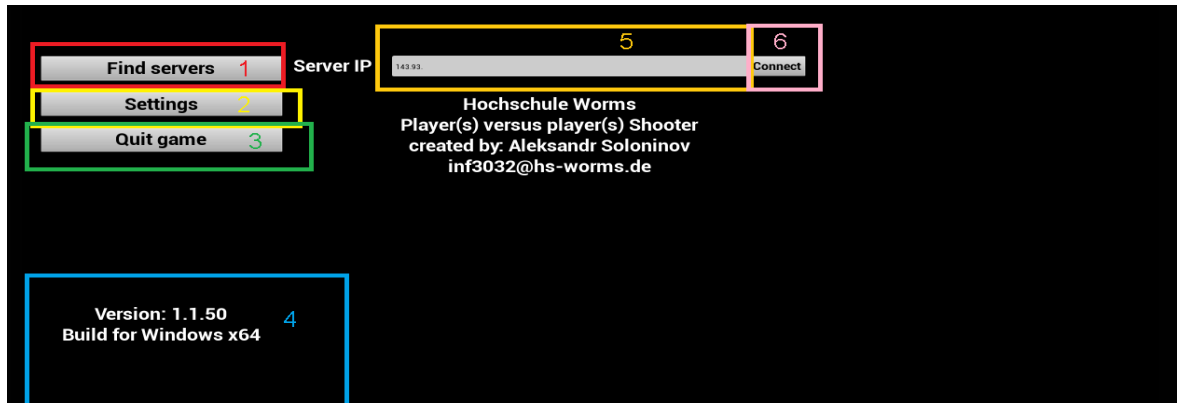 5
6
Find servers 1
Server IP
143.93.
Connect
Settings 2
Quit game 3
Hochschule Worms
Player(s) versus player(s) Shooter
created by: Aleksandr Soloninov
inf3032@hs-worms.de
Version: 1.1.50
Build for Windows x64
4